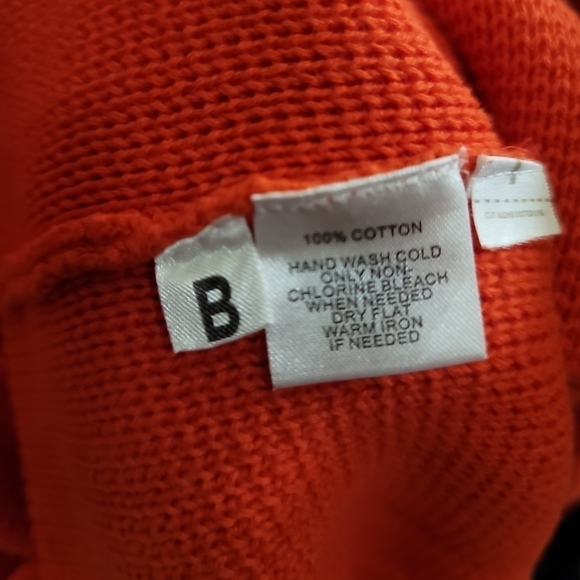 B
100% COTTON
HAND WASH COLD
ONLY NON-
CHLORINE BLEACH
WHEN NEEDED
DRY FLAT
WARM IRON
IF NEEDED